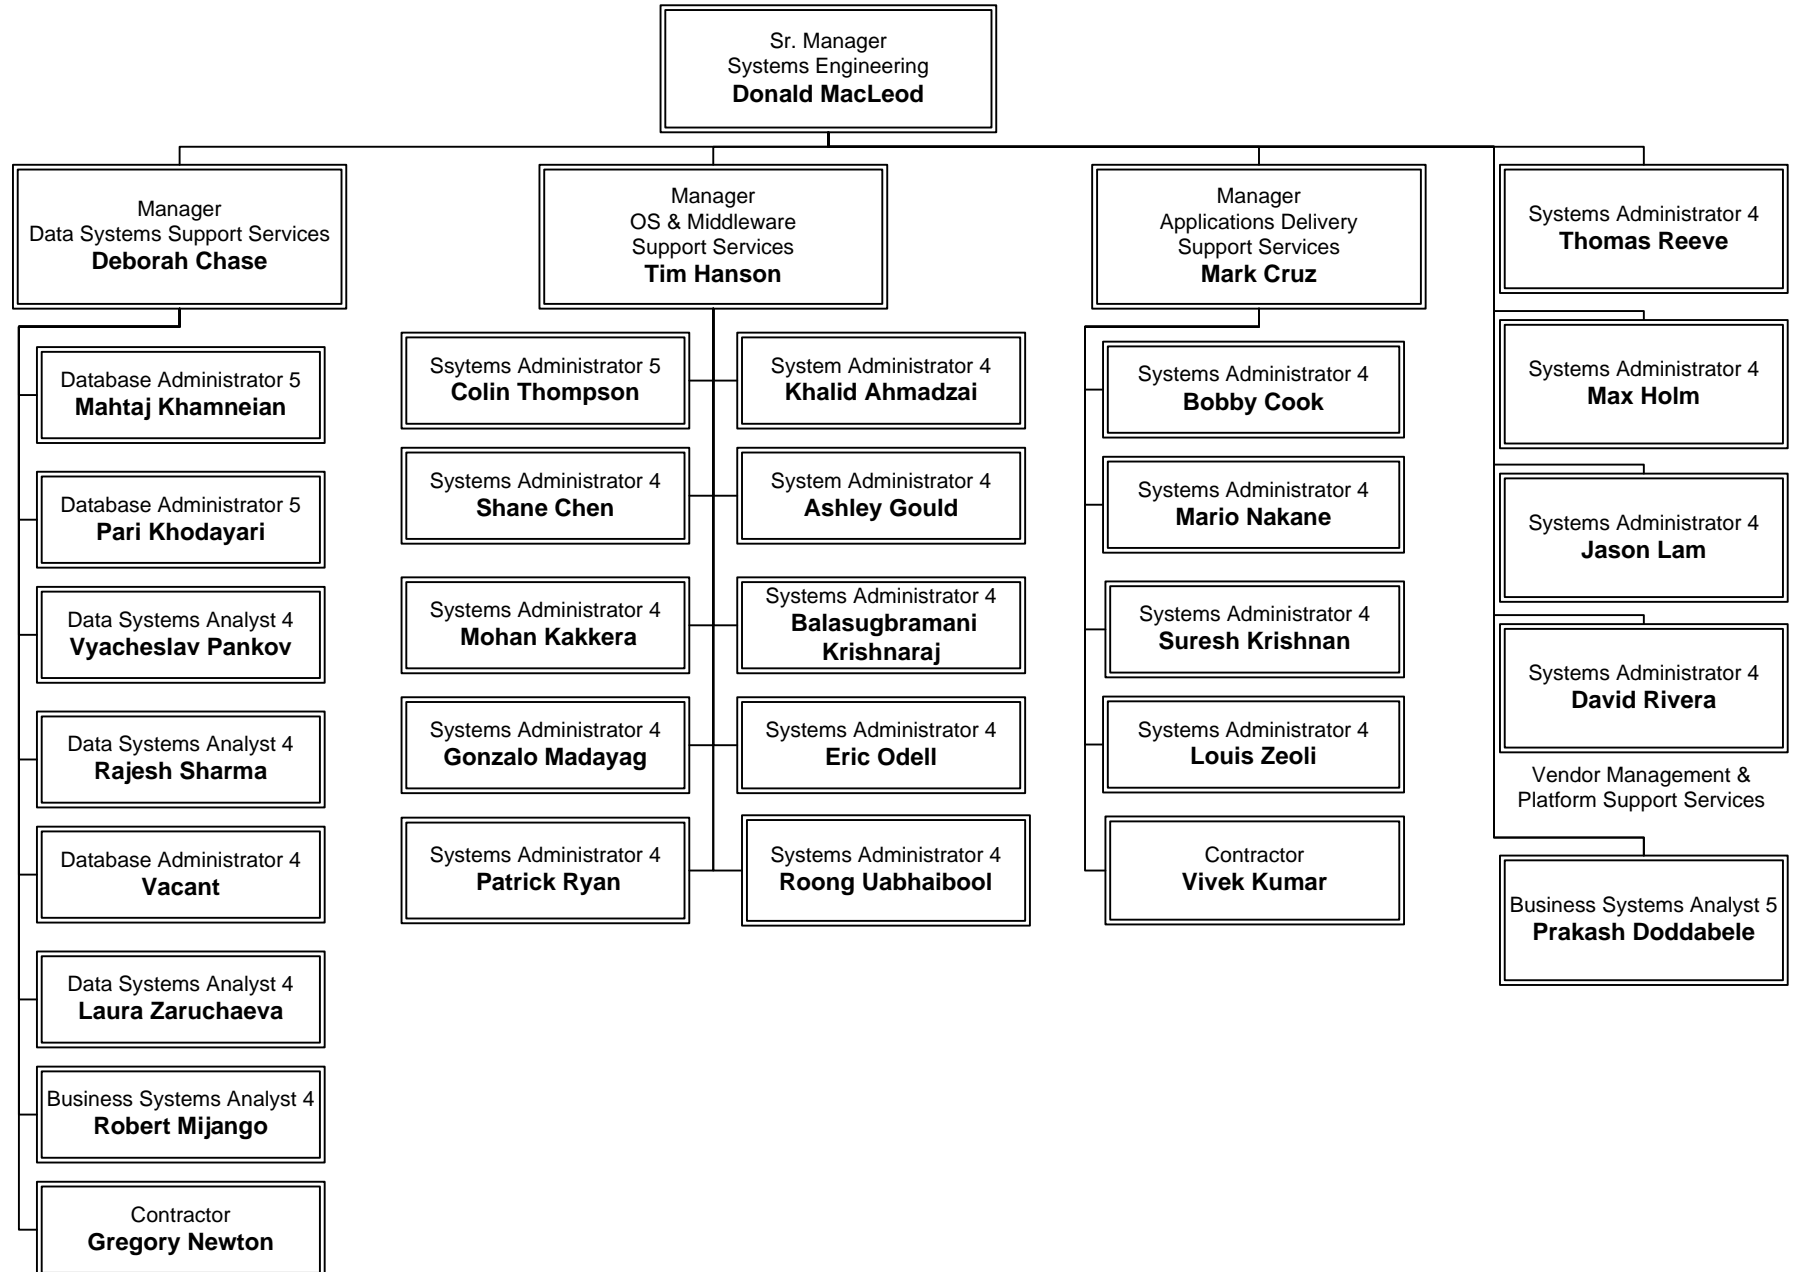 Sr. Manager
Systems Engineering
Donald MacLeod
Manager
Data Systems Support Services
Deborah Chase
Manager
OS & Middleware
Support Services
Tim Hanson
Manager
Applications Delivery
Support Services
Mark Cruz
Systems Administrator 4
Thomas Reeve
Database Administrator 5
Mahtaj Khamneian
Database Administrator 5
Pari Khodayari
Data Systems Analyst 4
Vyacheslav Pankov
Data Systems Analyst 4
Rajesh Sharma
Database Administrator 4
Vacant
Data Systems Analyst 4
Laura Zaruchaeva
Business Systems Analyst 4
Robert Mijango
Contractor
Gregory Newton
Ssytems Administrator 5
Colin Thompson
System Administrator 4
Khalid Ahmadzai
Systems Administrator 4
Shane Chen
System Administrator 4
Ashley Gould
Systems Administrator 4
Mohan Kakkera
Systems Administrator 4
Balasugbramani
Krishnaraj
Systems Administrator 4
Gonzalo Madayag
Systems Administrator 4
Eric Odell
Systems Administrator 4
Patrick Ryan
Systems Administrator 4
Roong Uabhaibool
Systems Administrator 4
Bobby Cook
Systems Administrator 4
Mario Nakane
Systems Administrator 4
Suresh Krishnan
Systems Administrator 4
Louis Zeoli
Contractor
Vivek Kumar
Systems Administrator 4
Max Holm
Systems Administrator 4
Jason Lam
Systems Administrator 4
David Rivera
Vendor Management &
Platform Support Services
Business Systems Analyst 5
Prakash Doddabele